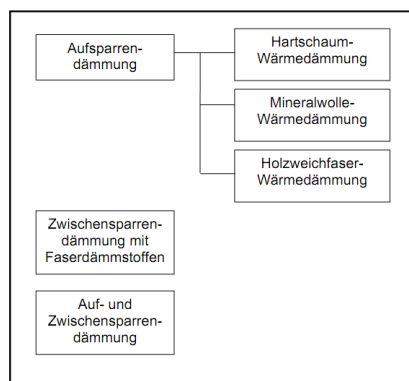 Aufsparren-
dämmung
Hartschaum-
Wärmedämmung
Mineralwolle-
Wärmedämmung
Holzweichfaser-
Wärmedämmung
Zwischensparren-
dämmung mit
Faserdämmstoffen
Auf- und
Zwischensparren-
dämmung